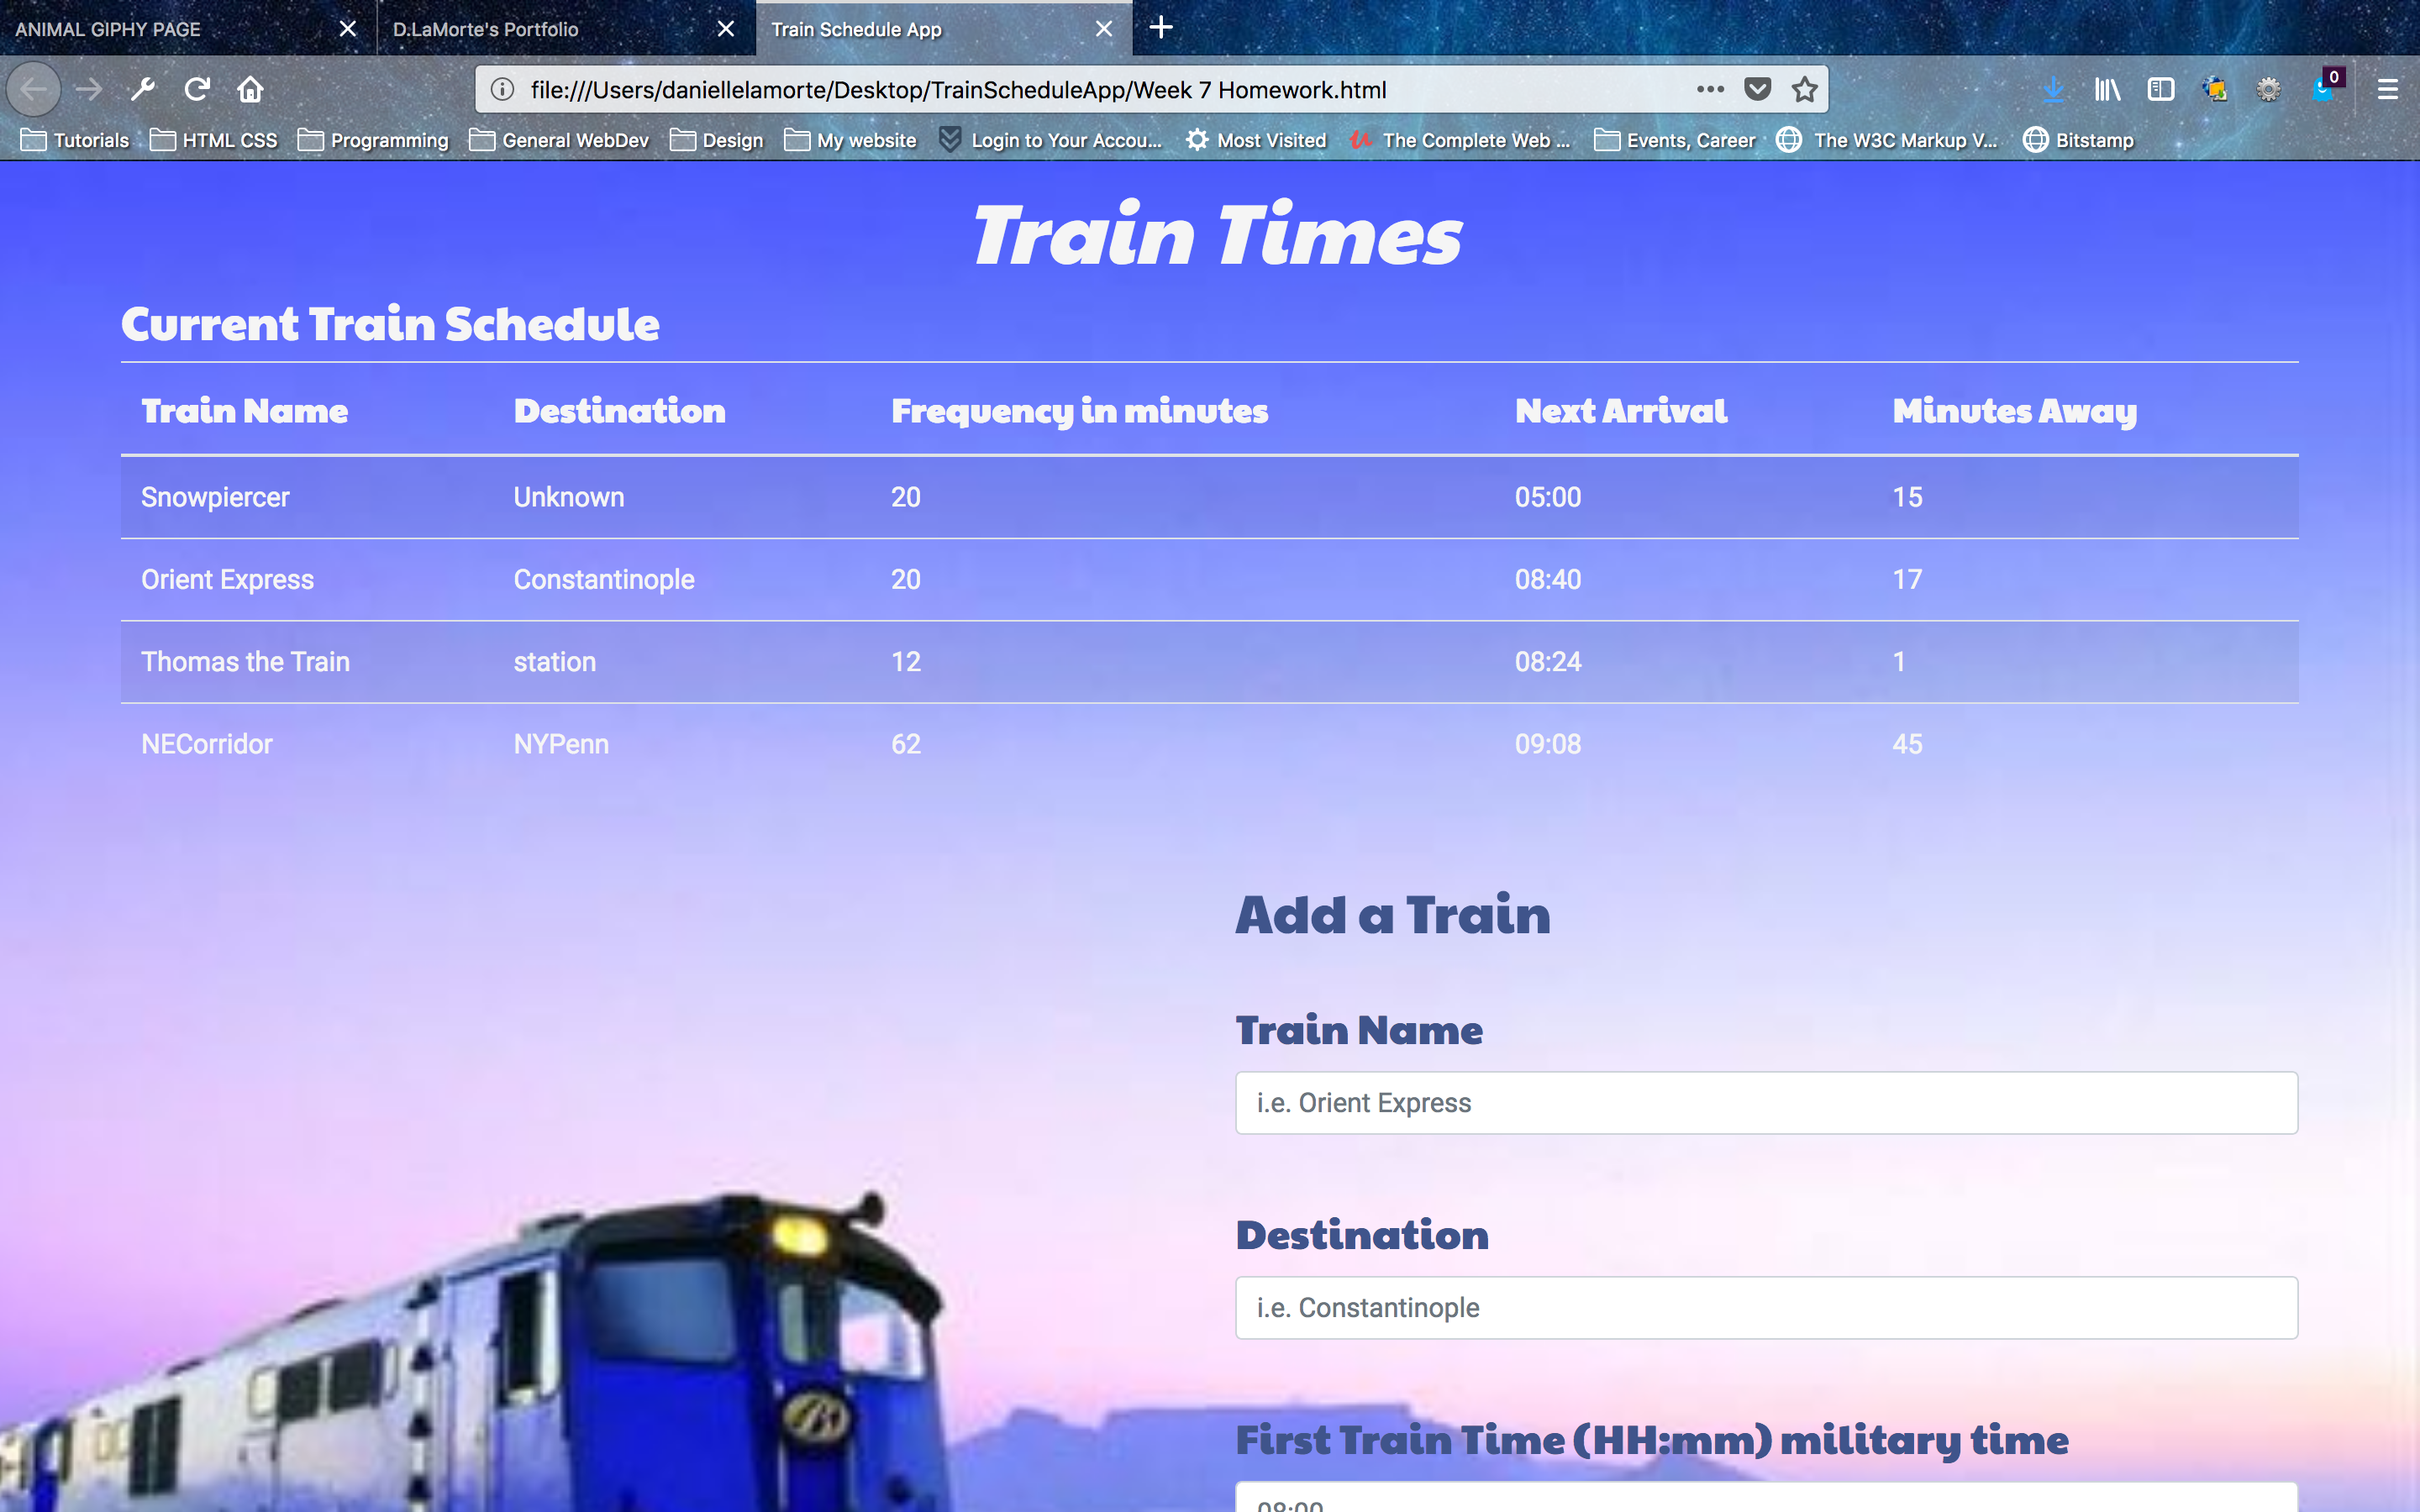 ANIMAL GIPHY PAGE D.LaMorte's Portfolio Train Schedule App
file:///Users/daniellelamorte/Desktop/TrainScheduleApp/Week 7 Homework.html 0
Tutorials HTML CSS Programming General WebDev Design My website Login to Your Accou... Most Visited The Complete Web ... Events, Career The W3C Markup V... Bitstamp
Train Times
Current Train Schedule
Train Name Destination Frequency in minutes Next Arrival Minutes Away
Snowpiercer Unknown 20 05:00 15
Orient Express Constantinople 20 08:40 17
Thomas the Train station 12 08:24 1
NECorridor NYPenn 62 09:08 45
Add a Train
Train Name
i.e. Orient Express
Destination
i.e. Constantinople
First Train Time (HH:mm) military time
08:00